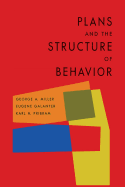 PLANS
AND THE
STRUCTURE OF
BEHAVIOR
GEORGE A. MILLER
EUGENE GALANTER
KARL H. PRIBRAM